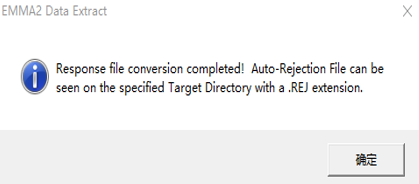 EMMA2 Data Extract
Response file conversion completed!  Auto-Rejection File can be
seen on the specified Target Directory with a .REJ extension.
确定